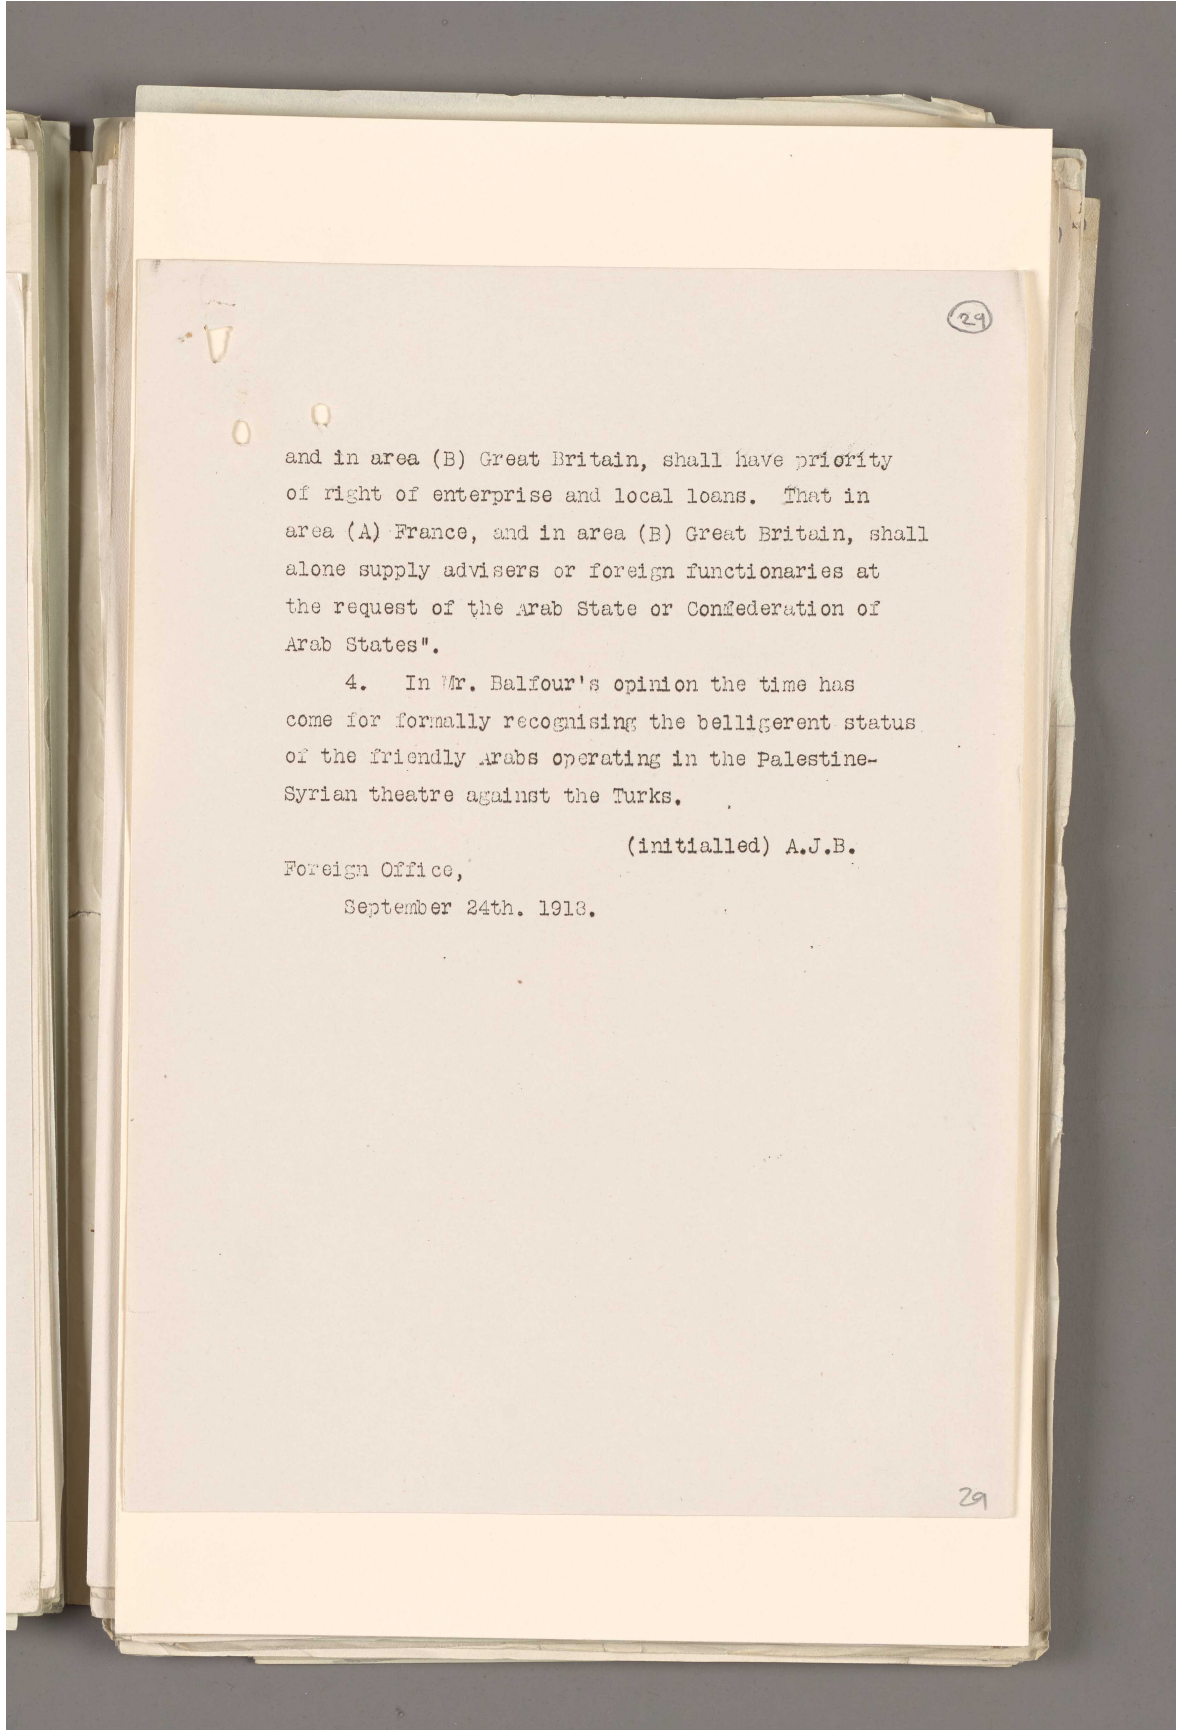 29
and in area (B) Great Britain, shall have priority
of right of enterprise and local loans. That in
area (A) France, and in area (B) Great Britain, shall
alone supply advisers or foreign functionaries at
the request of the Arab State or Confederation of
Arab States".
4. In Mr. Balfour's opinion the time has
come for formally recognising the belligerent status
of the friendly Arabs operating in the Palestine-
Syrian theatre against the Turks.
(initialled) A.J.B.
Foreign Office,
September 24th. 1918.
29